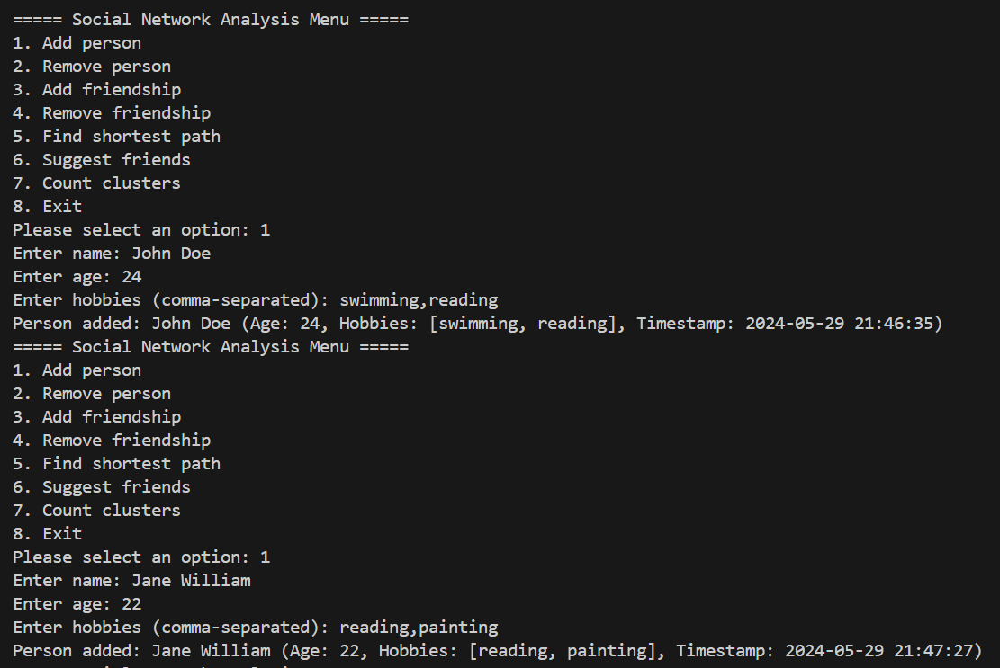 ===== Social Network Analysis Menu =====
1. Add person
2. Remove person
3. Add friendship
4. Remove friendship
5. Find shortest path
6. Suggest friends
7. Count clusters
8. Exit
Please select an option: 1
Enter name: John Doe
Enter age: 24
Enter hobbies (comma-separated): swimming,reading
Person added: John Doe (Age: 24, Hobbies: [swimming, reading], Timestamp: 2024-05-29 21:46:35)
===== Social Network Analysis Menu =====
1. Add person
2. Remove person
3. Add friendship
4. Remove friendship
5. Find shortest path
6. Suggest friends
7. Count clusters
8. Exit
Please select an option: 1
Enter name: Jane William
Enter age: 22
Enter hobbies (comma-separated): reading,painting
Person added: Jane William (Age: 22, Hobbies: [reading, painting], Timestamp: 2024-05-29 21:47:27)